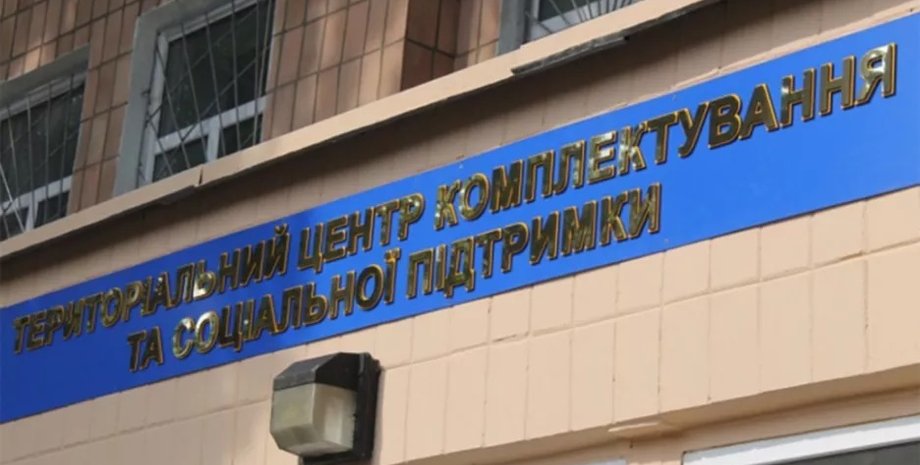 ТЕРИТОРІАЛЬНИЙ ЦЕНТР КОМПЛЕКТУВАННЯ
ТА СОЦІАЛЬНОЇ ПІДТРИМКИ